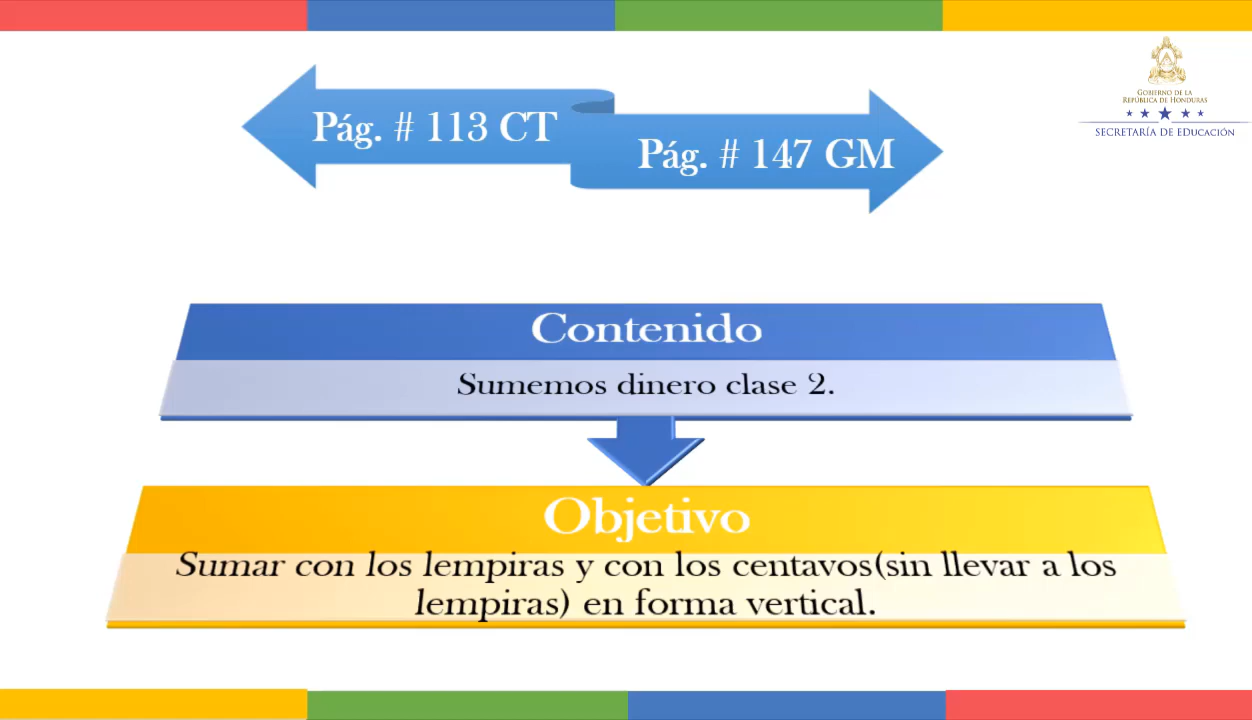 GOBIERNO DE LA
REPÚBLICA DE HONDURAS
SECRETARÍA DE EDUCACIÓN
Pág. # 113 CT
Pág. # 147 GM
Contenido
Sumemos dinero clase 2.
Objetivo
Sumar con los lempiras y con los centavos(sin llevar a los
lempiras) en forma vertical.